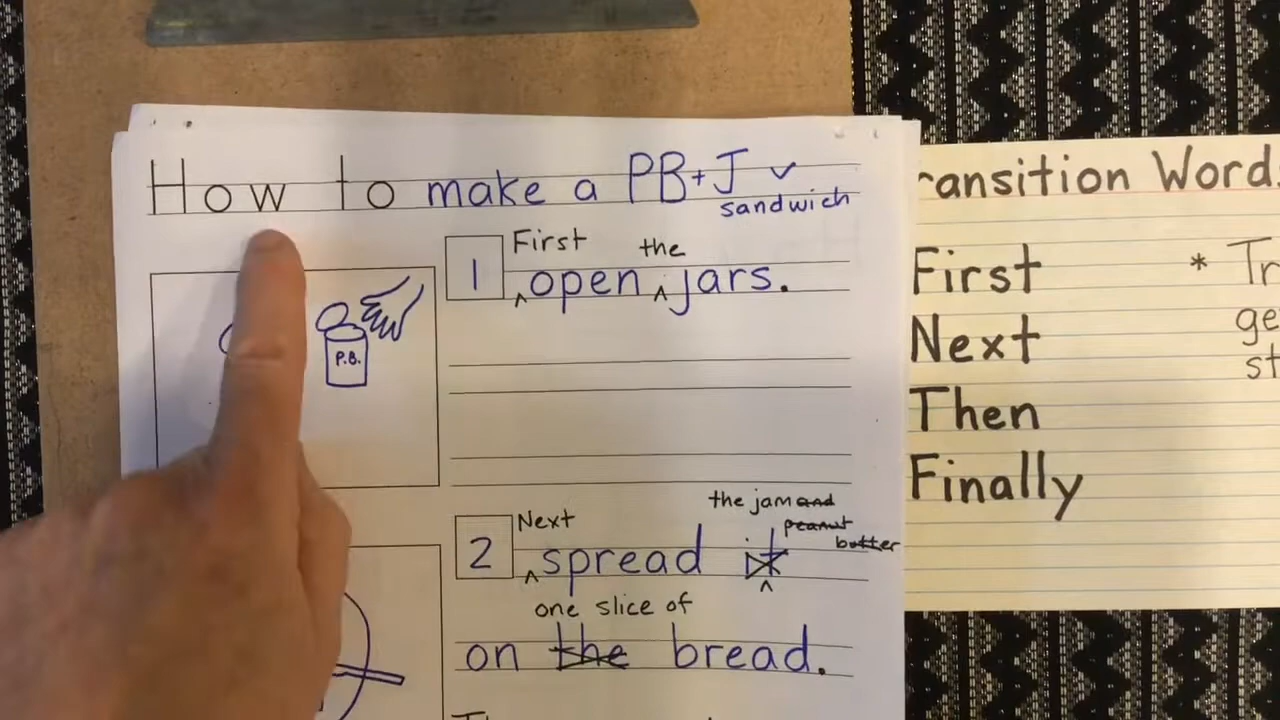 How to make a PB+J
sandwich
First the
1 open jars.
P.B.
the jam and
Next peanut
butter
2 spread it
one slice of
on the bread.
ransition Words
First * Tr
Next ge
st
Then
Finally